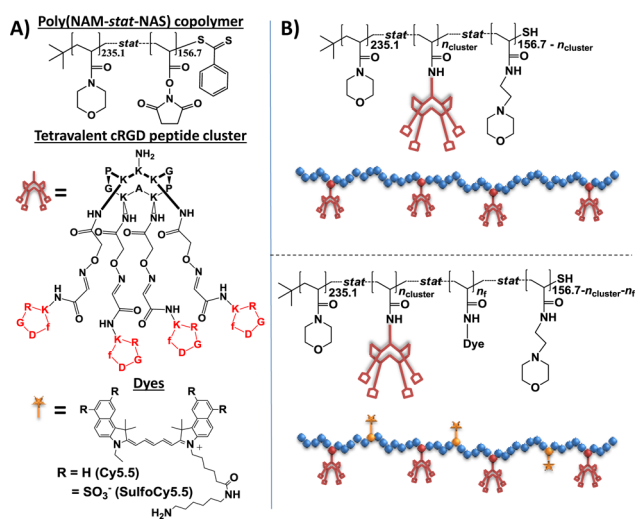 A)
Poly(NAM-stat-NAS) copolymer
stat
S
S
235.1
156.7
O
O
N
O
O
O
N
O
Tetravalent cRGD peptide cluster
NH2
P K K K P
G K A K G
=
HN HN NH NH
O O O O
O O O O
N N N N
H N
O O NH O NH O N H
R K G f D
K R f G D
K R f G D
K R f G D
Dyes
=
R R R R
N N+
R = H (Cy5.5)
= SO3- (SulfoCy5.5)
O
NH
H2N
B)
stat stat SH
235.1 ncluster 156.7 - ncluster
O O O
N NH NH
O N
O
stat stat stat SH
235.1 ncluster nf 156.7-ncluster-nf
O O O O
N NH NH NH
O Dye N
O